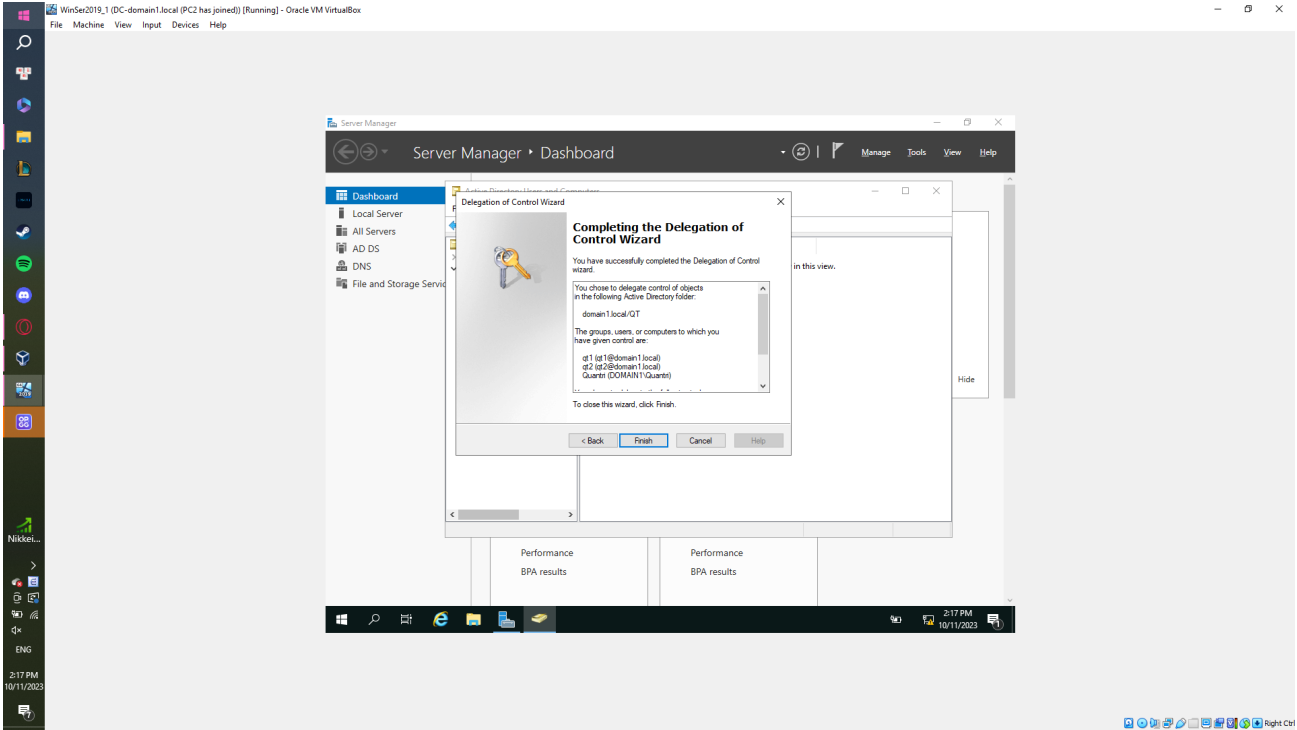 WinSer2019_1 (DC-domain1.local (PC2 has joined)) [Running] - Oracle VM VirtualBox
File Machine View Input Devices Help
Server Manager
Server Manager • Dashboard
Manage Tools View Help
Dashboard
Local Server
All Servers
AD DS
DNS
File and Storage Servic
Active Directory Users and Computers
Delegation of Control Wizard
Completing the Delegation of
Control Wizard
You have successfully completed the Delegation of Control
wizard.
You chose to delegate control of objects
in the following Active Directory folder:
domain1.local/QT
The groups, users, or computers to which you
have given control are:
qt1 (qt1@domain1.local)
qt2 (qt2@domain1.local)
Quantri (DOMAIN1\Quantri)
To close this wizard, click Finish.
< Back Finish Cancel Help
in this view.
Hide
Performance
BPA results
Performance
BPA results
2:17 PM
10/11/2023
Nikkei...
ENG
2:17 PM
10/11/2023
Right Ctrl